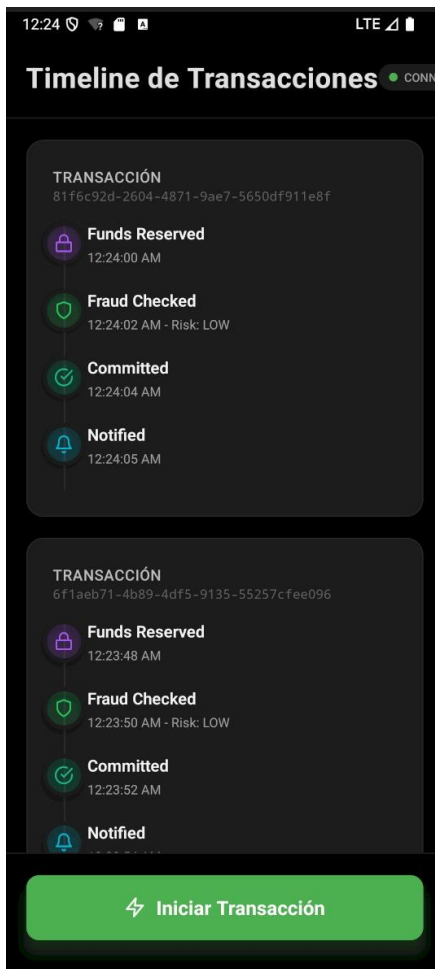 12:24
LTE
Timeline de Transacciones
CONN
TRANSACCIÓN
81f6c92d-2604-4871-9ae7-5650df911e8f
Funds Reserved
12:24:00 AM
Fraud Checked
12:24:02 AM - Risk: LOW
Committed
12:24:04 AM
Notified
12:24:05 AM
TRANSACCIÓN
6f1aeb71-4b89-4df5-9135-55257cfee096
Funds Reserved
12:23:48 AM
Fraud Checked
12:23:50 AM - Risk: LOW
Committed
12:23:52 AM
Notified
Iniciar Transacción